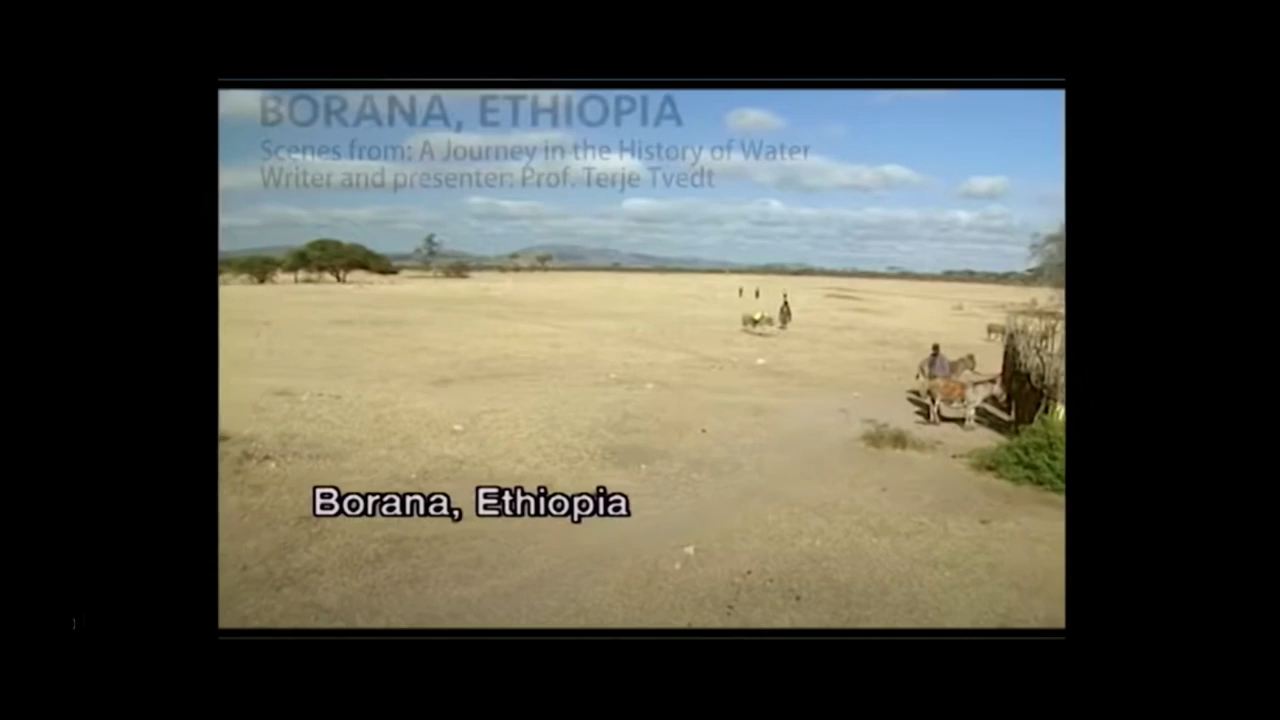 BORANA, ETHIOPIA
Scenes from: A Journey in the History of Water
Writer and presenter: Prof. Terje Tvedt
Borana, Ethiopia